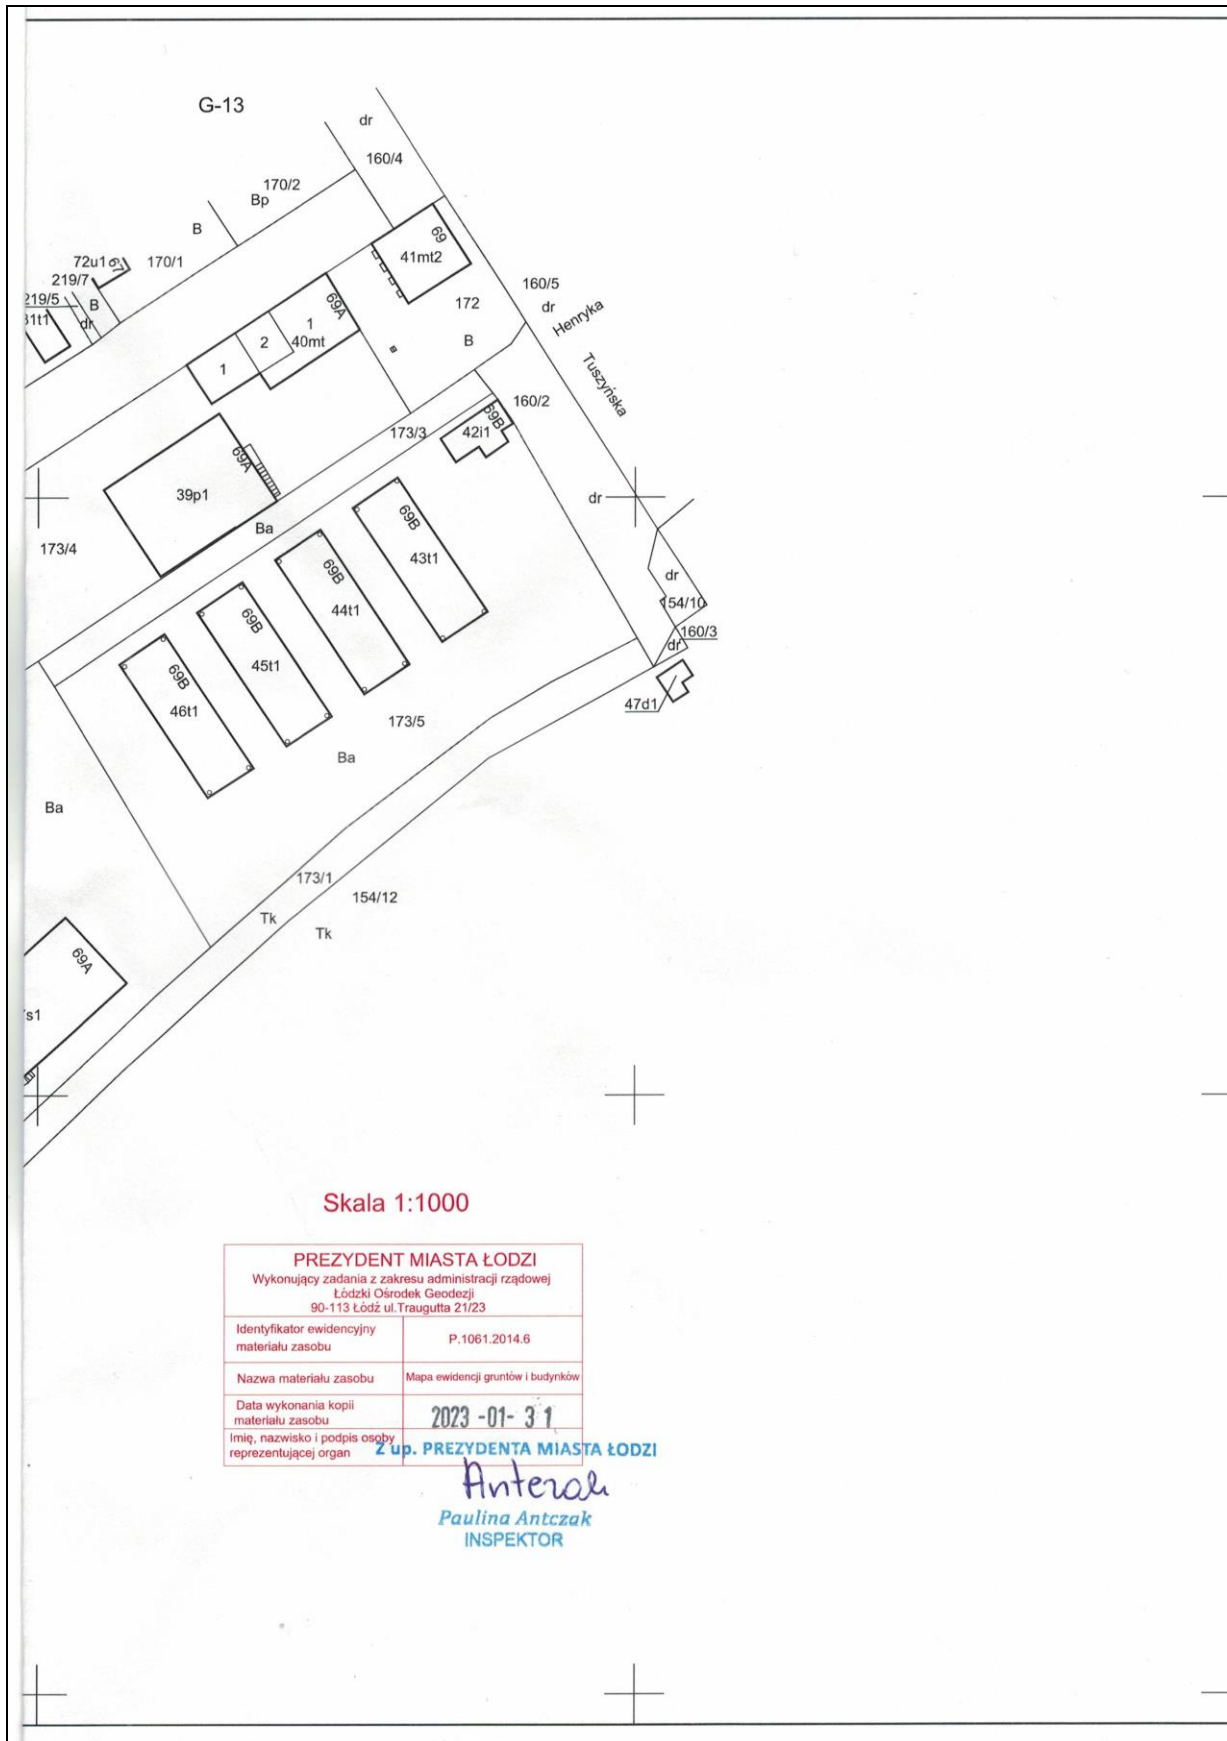 G-13
dr
160/4
170/2
Bp
B
69
41mt2
72u1
67
170/1
219/7
219/5
B
dr
31t1
160/5
dr
Henryka
172
69A
1
40mt
2
1
B
Tuszyńska
160/2
69B
42i1
173/3
69A
39p1
dr
Ba
173/4
69B
43t1
69B
44t1
69B
45t1
69B
46t1
dr
154/10
160/3
dr
47d1
173/5
Ba
Ba
173/1
154/12
Tk
Tk
69A
s1
Skala 1:1000
PREZYDENT MIASTA ŁODZI
Wykonujący zadania z zakresu administracji rządowej
Łódzki Ośrodek Geodezji
90-113 Łódź ul.Traugutta 21/23
Identyfikator ewidencyjny
materiału zasobu
P.1061.2014.6
Nazwa materiału zasobu
Mapa ewidencji gruntów i budynków
Data wykonania kopii
materiału zasobu
2023 -01- 31
Imię, nazwisko i podpis osoby
reprezentującej organ
Z up. PREZYDENTA MIASTA ŁODZI
Antczak
Paulina Antczak
INSPEKTOR